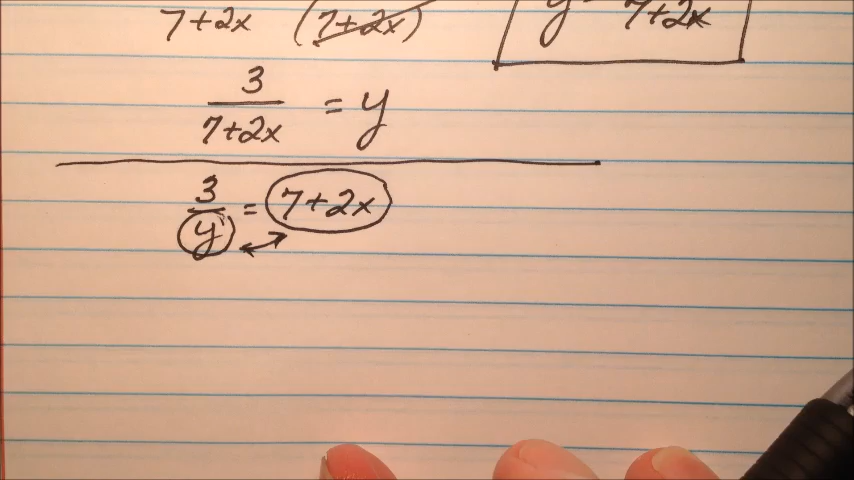 7+2x (7+2x) y 7+2x
3
7+2x = y
3
y = 7+2x